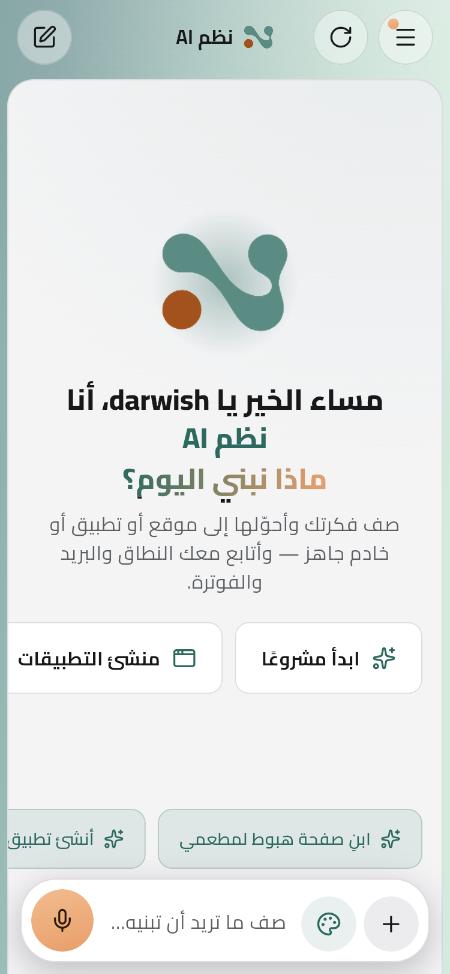 نظم AI
مساء الخير يا darwish، أنا
نظم AI
ماذا نبني اليوم؟
صف فكرتك وأحوّلها إلى موقع أو تطبيق أو
خادم جاهز — وأتابع معك النطاق والبريد
والفوترة.
ابدأ مشروعًا
منشئ التطبيقات
ابنِ صفحة هبوط لمطعمي
أنشئ تطبيق
صف ما تريد أن تبنيه...